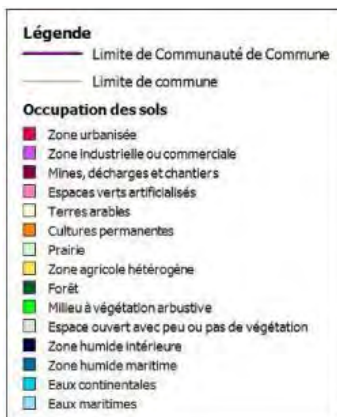 Légende
Limite de Communauté de Commune
Limite de commune
Occupation des sols
Zone urbanisée
Zone industrielle ou commerciale
Mines, décharges et chantiers
Espaces verts artificialisés
Terres arables
Cultures permanentes
Prairie
Zone agricole hétérogène
Forêt
Milieu à végétation arbustive
Espace ouvert avec peu ou pas de végétation
Zone humide intérieure
Zone humide maritime
Eaux continentales
Eaux maritimes